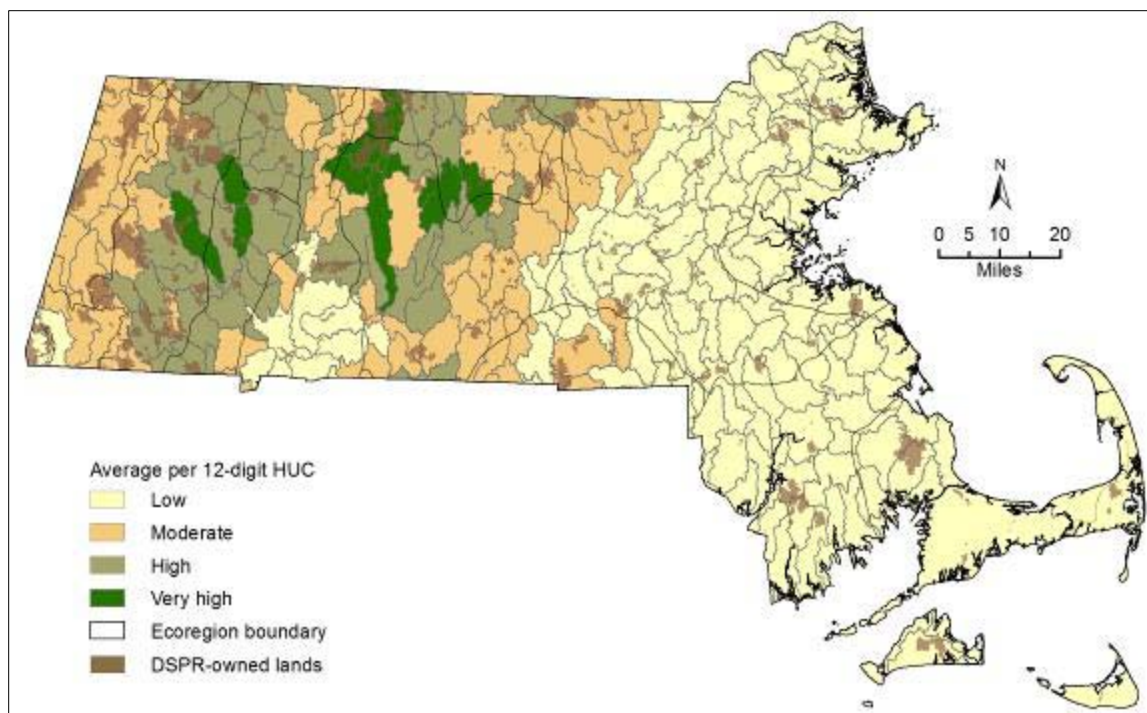 N
0 5 10 20
Miles
Average per 12-digit HUC
Low
Moderate
High
Very high
Ecoregion boundary
DSPR-owned lands